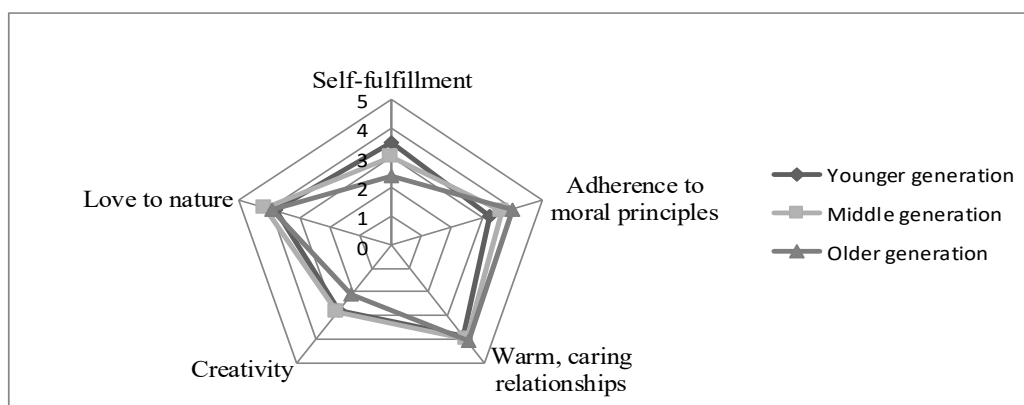 Self-fulfillment
5
4
3
2
1
0
Adherence to
moral principles
Warm, caring
relationships
Creativity
Love to nature
Younger generation
Middle generation
Older generation